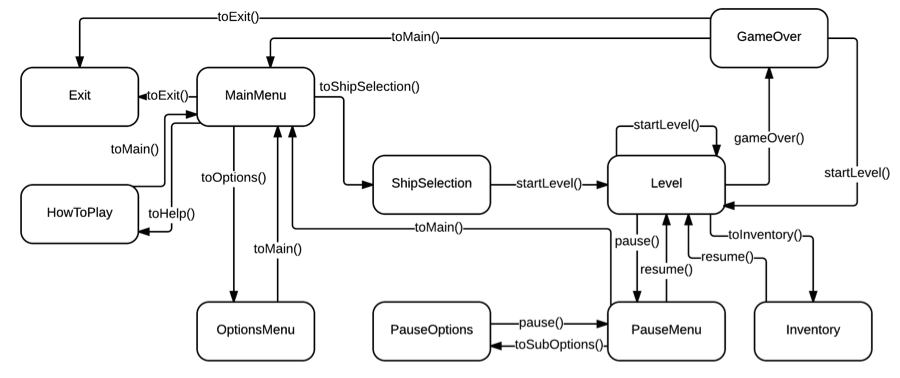 toExit()
GameOver
toMain()
Exit
toExit()
MainMenu
toShipSelection()
startLevel()
gameOver()
toMain()
toOptions()
ShipSelection
startLevel()
Level
startLevel()
HowToPlay
toHelp()
toMain()
toMain()
pause()
toInventory()
resume()
resume()
OptionsMenu
PauseOptions
pause()
toSubOptions()
PauseMenu
Inventory